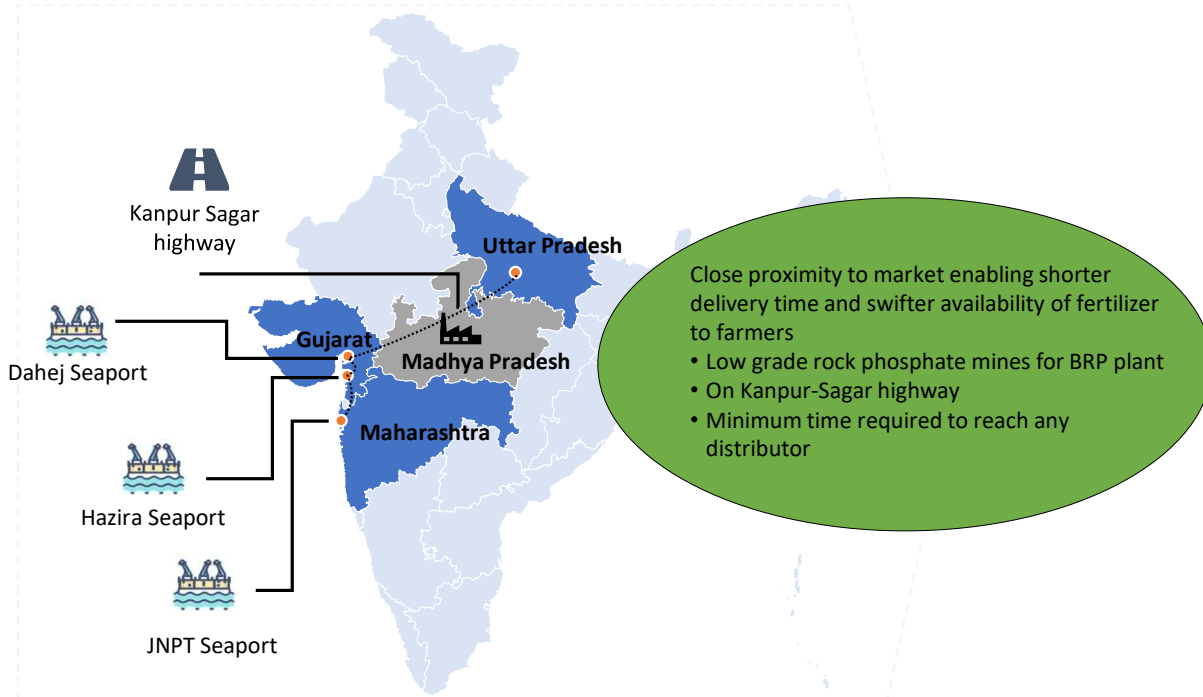 Kanpur Sagar
highway
Uttar Pradesh
Gujarat
Madhya Pradesh
Dahej Seaport
Maharashtra
Hazira Seaport
JNPT Seaport
Close proximity to market enabling shorter
delivery time and swifter availability of fertilizer
to farmers
• Low grade rock phosphate mines for BRP plant
• On Kanpur-Sagar highway
• Minimum time required to reach any
distributor